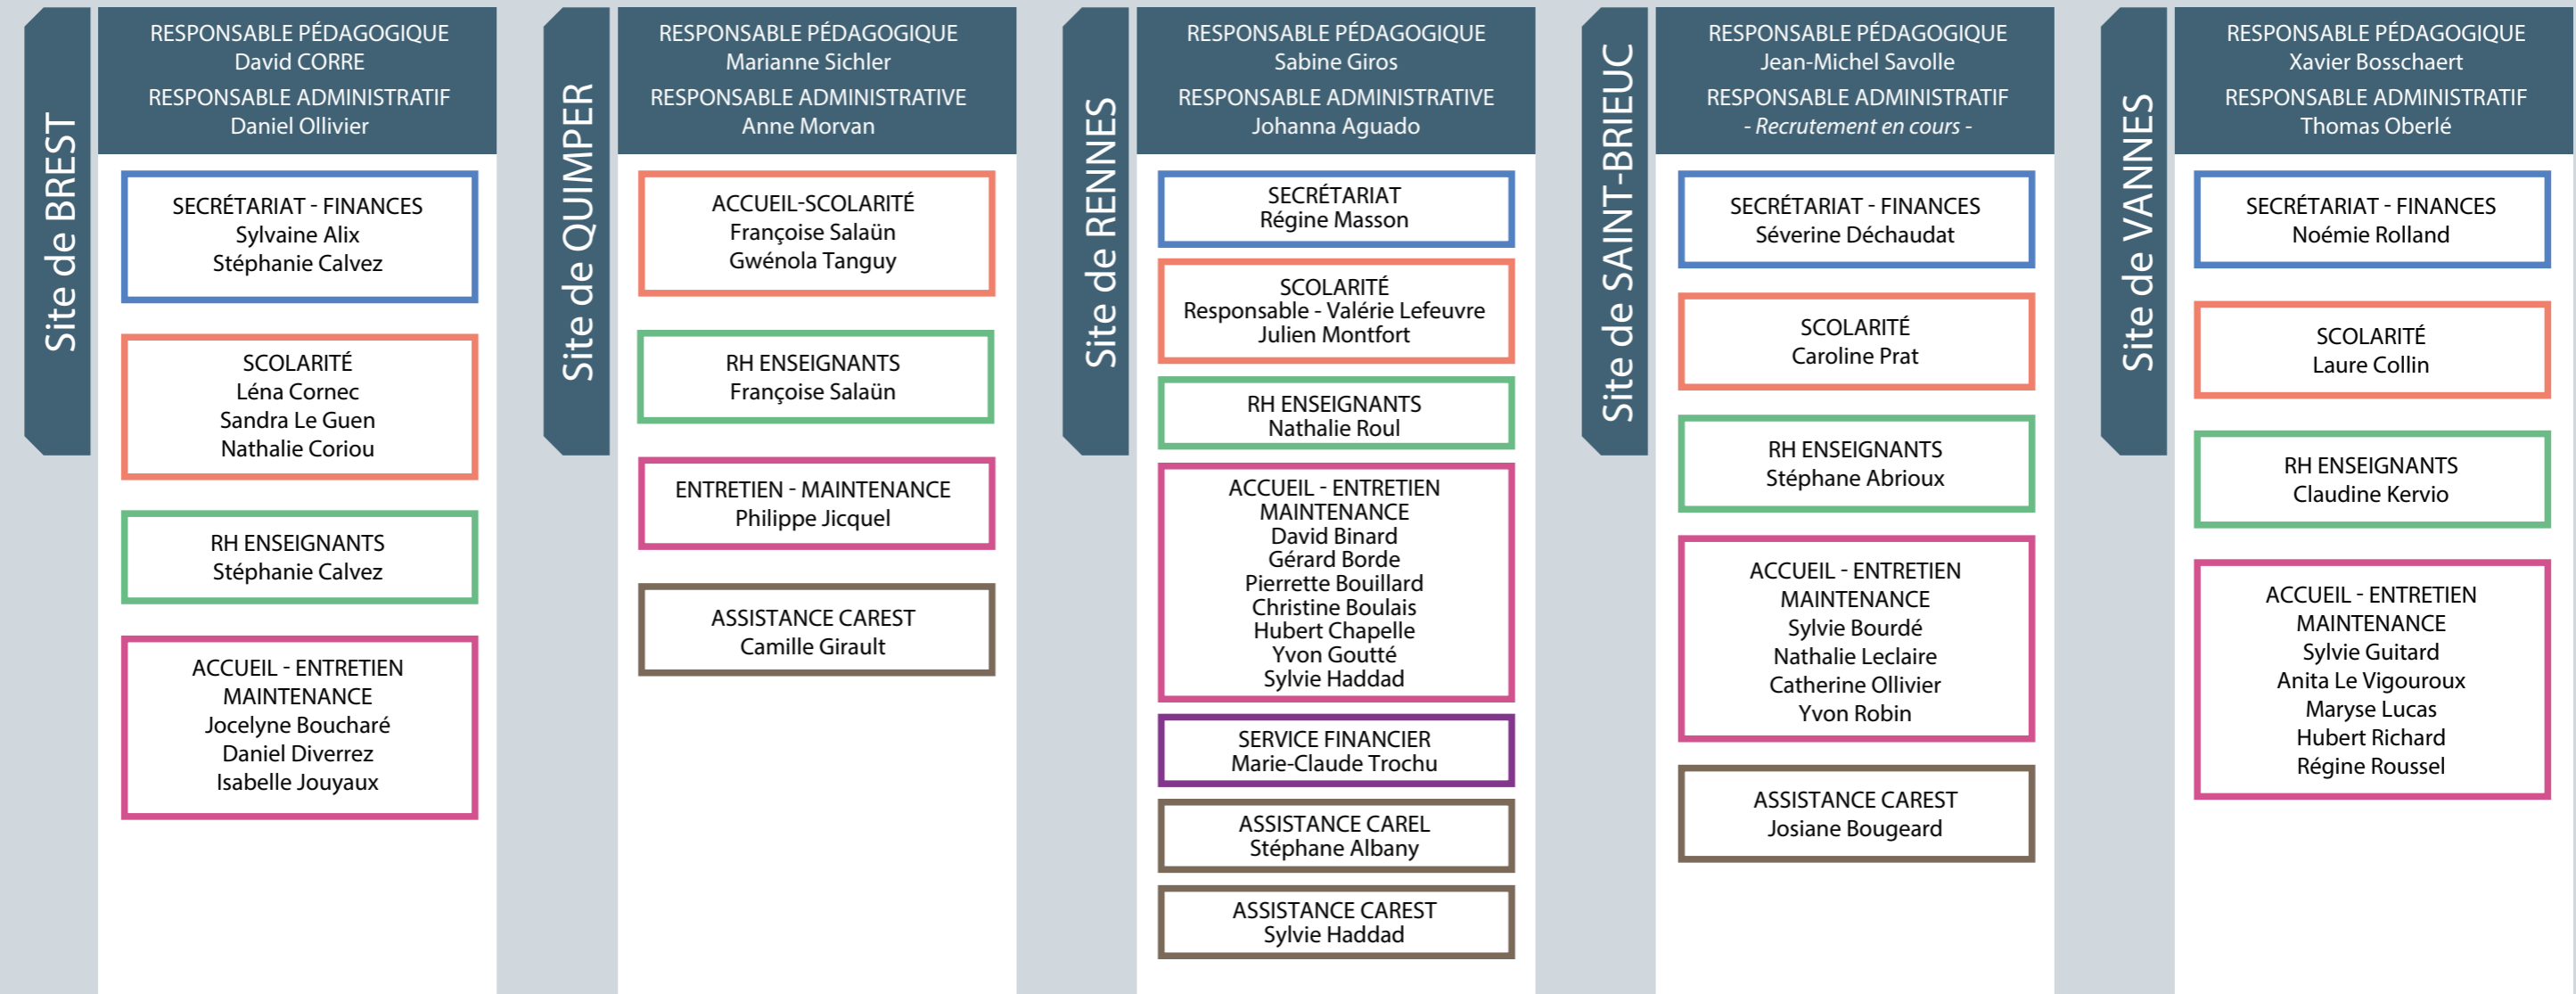 Site de BREST
RESPONSABLE PÉDAGOGIQUE
David CORRE
RESPONSABLE ADMINISTRATIF
Daniel Ollivier
SECRÉTARIAT - FINANCES
Sylvaine Alix
Stéphanie Calvez
SCOLARITÉ
Léna Cornec
Sandra Le Guen
Nathalie Coriou
RH ENSEIGNANTS
Stéphanie Calvez
ACCUEIL - ENTRETIEN
MAINTENANCE
Jocelyne Boucharé
Daniel Diverrez
Isabelle Jouyaux
Site de QUIMPER
RESPONSABLE PÉDAGOGIQUE
Marianne Sichler
RESPONSABLE ADMINISTRATIVE
Anne Morvan
ACCUEIL-SCOLARITÉ
Françoise Salaün
Gwénola Tanguy
RH ENSEIGNANTS
Françoise Salaün
ENTRETIEN - MAINTENANCE
Philippe Jicquel
ASSISTANCE CAREST
Camille Girault
Site de RENNES
RESPONSABLE PÉDAGOGIQUE
Sabine Giros
RESPONSABLE ADMINISTRATIVE
Johanna Aguado
SECRÉTARIAT
Régine Masson
SCOLARITÉ
Responsable - Valérie Lefeuvre
Julien Montfort
RH ENSEIGNANTS
Nathalie Roul
ACCUEIL - ENTRETIEN
MAINTENANCE
David Binard
Gérard Borde
Pierrette Bouillard
Christine Boulais
Hubert Chapelle
Yvon Goutté
Sylvie Haddad
SERVICE FINANCIER
Marie-Claude Trochu
ASSISTANCE CAREL
Stéphane Albany
ASSISTANCE CAREST
Sylvie Haddad
Site de SAINT-BRIEUC
RESPONSABLE PÉDAGOGIQUE
Jean-Michel Savolle
RESPONSABLE ADMINISTRATIF
- Recrutement en cours -
SECRÉTARIAT - FINANCES
Séverine Déchaudat
SCOLARITÉ
Caroline Prat
RH ENSEIGNANTS
Stéphane Abrioux
ACCUEIL - ENTRETIEN
MAINTENANCE
Sylvie Bourdé
Nathalie Leclaire
Catherine Ollivier
Yvon Robin
ASSISTANCE CAREST
Josiane Bougeard
Site de VANNES
RESPONSABLE PÉDAGOGIQUE
Xavier Bosschaert
RESPONSABLE ADMINISTRATIF
Thomas Oberlé
SECRÉTARIAT - FINANCES
Noémie Rolland
SCOLARITÉ
Laure Collin
RH ENSEIGNANTS
Claudine Kervio
ACCUEIL - ENTRETIEN
MAINTENANCE
Sylvie Guitard
Anita Le Vigouroux
Maryse Lucas
Hubert Richard
Régine Roussel